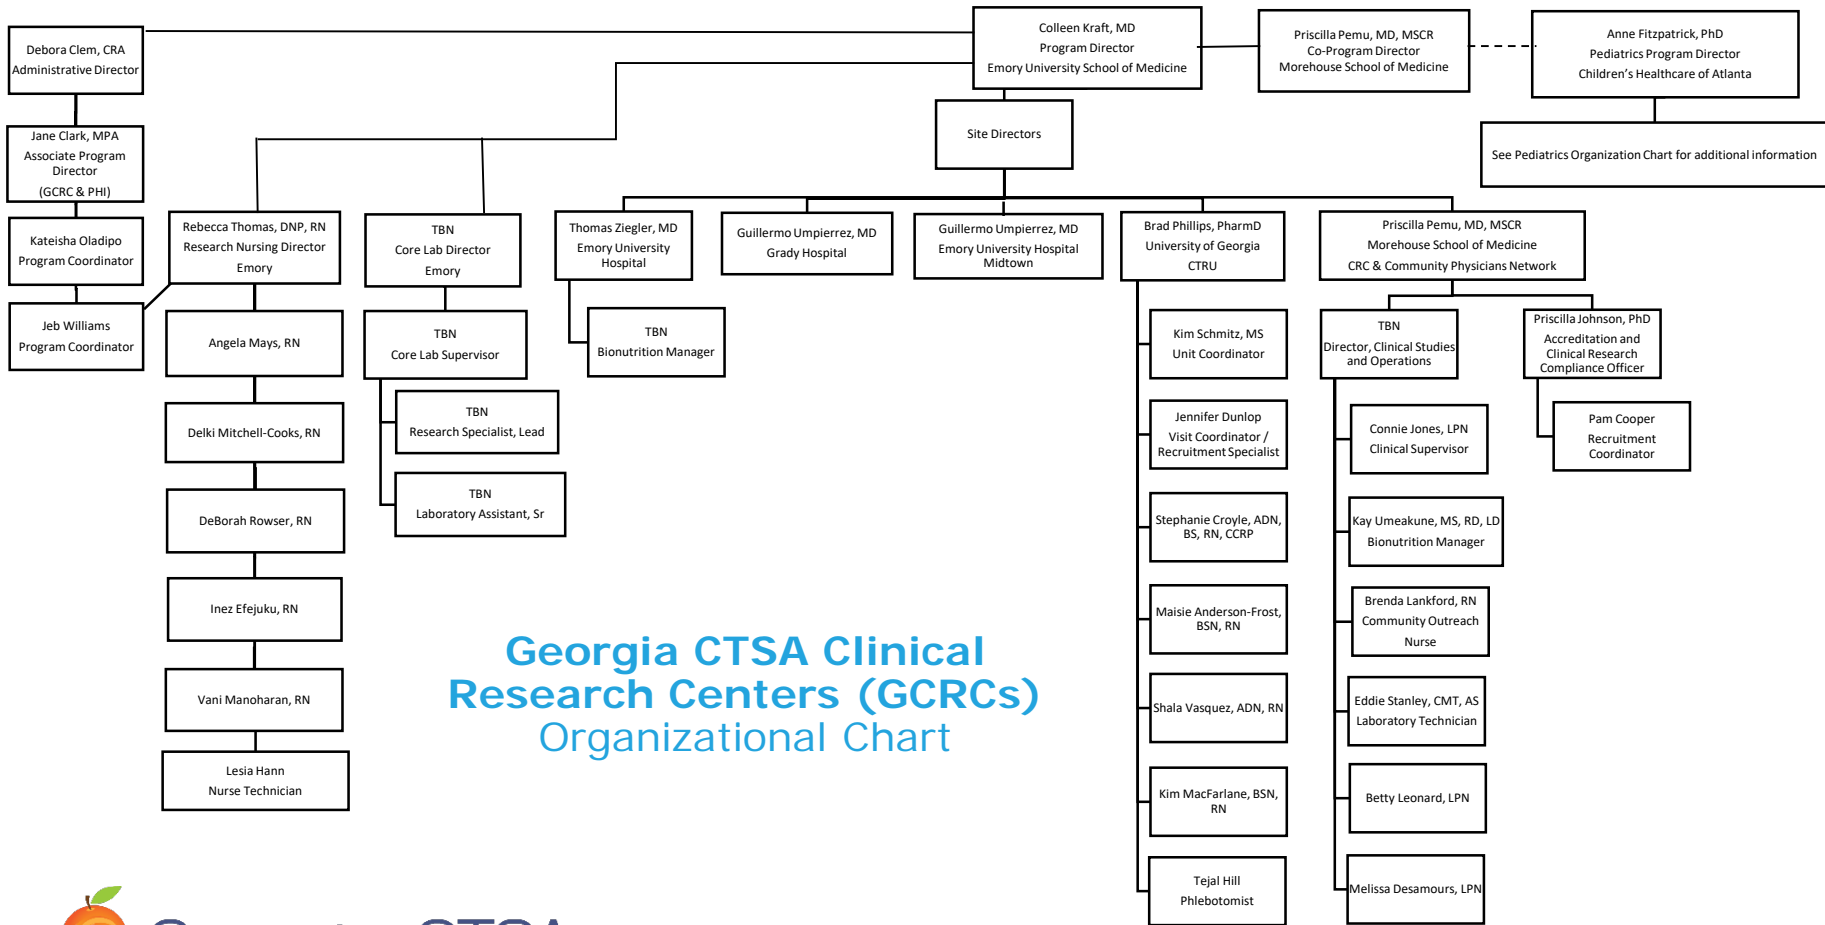 Debora Clem, CRA
Administrative Director
Colleen Kraft, MD
Program Director
Emory University School of Medicine
Priscilla Pemu, MD, MSCR
Co-Program Director
Morehouse School of Medicine
Anne Fitzpatrick, PhD
Pediatrics Program Director
Children's Healthcare of Atlanta
Jane Clark, MPA
Associate Program
Director
(GCRC & PHI)
Site Directors
See Pediatrics Organization Chart for additional information
Kateisha Oladipo
Program Coordinator
Jeb Williams
Program Coordinator
Rebecca Thomas, DNP, RN
Research Nursing Director
Emory
Angela Mays, RN
Delki Mitchell-Cooks, RN
DeBorah Rowser, RN
Inez Efejuku, RN
Vani Manoharan, RN
Lesia Hann
Nurse Technician
TBN
Core Lab Director
Emory
TBN
Core Lab Supervisor
TBN
Research Specialist, Lead
TBN
Laboratory Assistant, Sr
Thomas Ziegler, MD
Emory University
Hospital
TBN
Bionutrition Manager
Guillermo Umpierrez, MD
Grady Hospital
Guillermo Umpierrez, MD
Emory University Hospital
Midtown
Brad Phillips, PharmD
University of Georgia
CTRU
Kim Schmitz, MS
Unit Coordinator
Jennifer Dunlop
Visit Coordinator /
Recruitment Specialist
Stephanie Croyle, ADN,
BS, RN, CCRP
Maisie Anderson-Frost,
BSN, RN
Shala Vasquez, ADN, RN
Kim MacFarlane, BSN,
RN
Tejal Hill
Phlebotomist
Priscilla Pemu, MD, MSCR
Morehouse School of Medicine
CRC & Community Physicians Network
TBN
Director, Clinical Studies
and Operations
Connie Jones, LPN
Clinical Supervisor
Kay Umeakune, MS, RD, LD
Bionutrition Manager
Brenda Lankford, RN
Community Outreach
Nurse
Eddie Stanley, CMT, AS
Laboratory Technician
Betty Leonard, LPN
Melissa Desamours, LPN
Priscilla Johnson, PhD
Accreditation and
Clinical Research
Compliance Officer
Pam Cooper
Recruitment
Coordinator
Georgia CTSA Clinical
Research Centers (GCRCs)
Organizational Chart